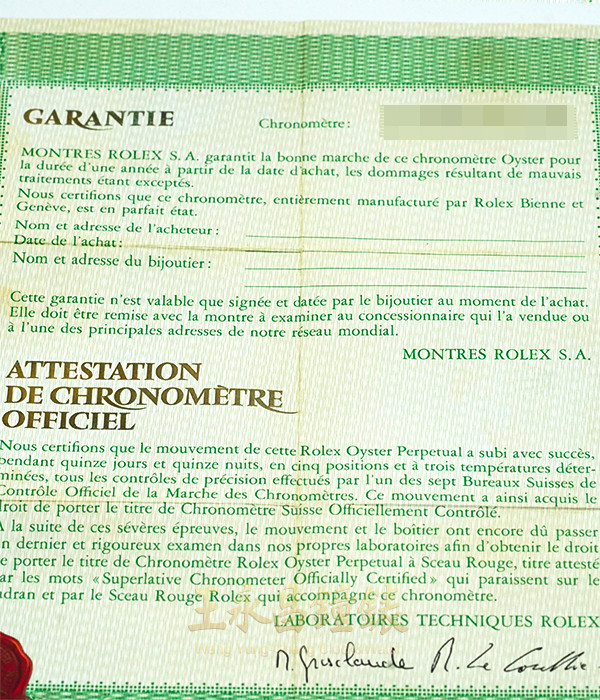 GARANTIE
Chronomètre:
MONTRES ROLEX S. A. garantit la bonne marche de ce chronomètre Oyster pour
la durée d'une année à partir de la date d'achat, les dommages résultant de mauvais
traitements étant exceptés.
Nous certifions que ce chronomètre, entièrement manufacturé par Rolex Bienne et
Genève, est en parfait état.
Nom et adresse de l'acheteur:
Date de l'achat:
Nom et adresse du bijoutier:
Cette garantie n'est valable que signée et datée par le bijoutier au moment de l'achat.
Elle doit être remise avec la montre à examiner au concessionnaire qui l'a vendue ou
à l'une des principales adresses de notre réseau mondial.
MONTRES ROLEX S. A.
ATTESTATION
DE CHRONOMÈTRE
OFFICIEL
Nous certifions que le mouvement de cette Rolex Oyster Perpetual a subi avec succès,
pendant quinze jours et quinze nuits, en cinq positions et à trois températures déter-
minées, tous les contrôles de précision effectués par l'un des sept Bureaux Suisses de
Contrôle Officiel de la Marche des Chronomètres. Ce mouvement a ainsi acquis le
droit de porter le titre de Chronomètre Suisse Officiellement Contrôlé.
A la suite de ces sévères épreuves, le mouvement et le boîtier ont encore dû passer
un dernier et rigoureux examen dans nos propres laboratoires afin d'obtenir le droit
de porter le titre de Chronomètre Rolex Oyster Perpetual à Sceau Rouge, titre attesté
par les mots «Superlative Chronometer Officially Certified» qui paraissent sur le
cadran et par le Sceau Rouge Rolex qui accompagne ce chronomètre.
LABORATOIRES TECHNIQUES ROLEX